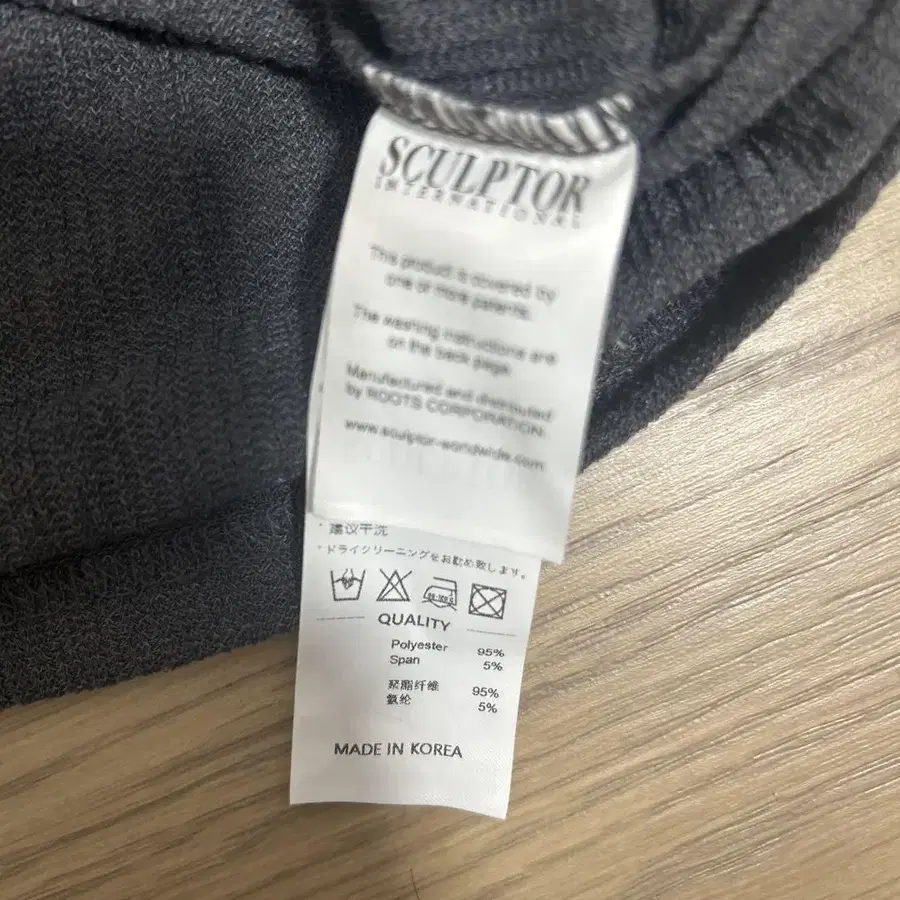 SCULPTOR
INTERNATIONAL
This product is covered by
one or more patents.
The washing instructions are
on the back page.
Manufactured and distributed
by ROOTS CORPORATION.
www.sculptor-worldwide.com
* 建议干洗
* ドライクリーニングをお勧め致します。
QUALITY
Polyester 95%
Span 5%
聚酯纤维 95%
氨纶 5%
MADE IN KOREA